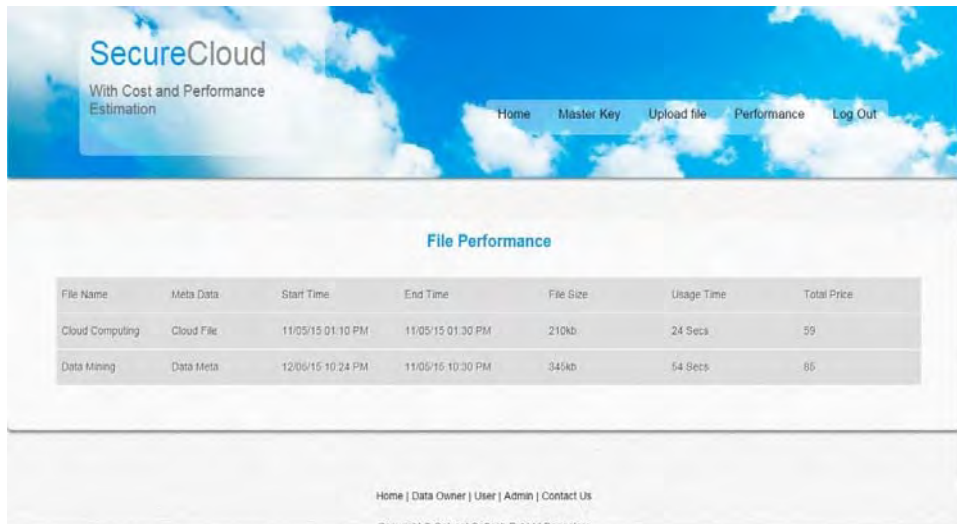 SecureCloud
With Cost and Performance
Estimation
Home Master Key Upload file Performance Log Out
File Performance
File Name Meta Data Start Time End Time File Size Usage Time Total Price
Cloud Computing Cloud File 11/05/15 01:10 PM 11/05/15 01:30 PM 210kb 24 Secs 59
Data Mining Data Meta 12/05/15 10:24 PM 11/05/15 10:30 PM 345kb 54 Secs 85
Home | Data Owner | User | Admin | Contact Us